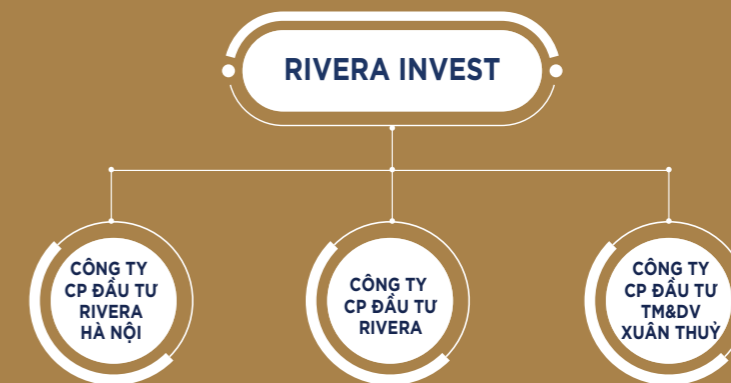 RIVERA INVEST
CÔNG TY
CP ĐẦU TƯ
RIVERA
HÀ NỘI
CÔNG TY
CP ĐẦU TƯ
RIVERA
CÔNG TY
CP ĐẦU TƯ
TM&DV
XUÂN THUỶ